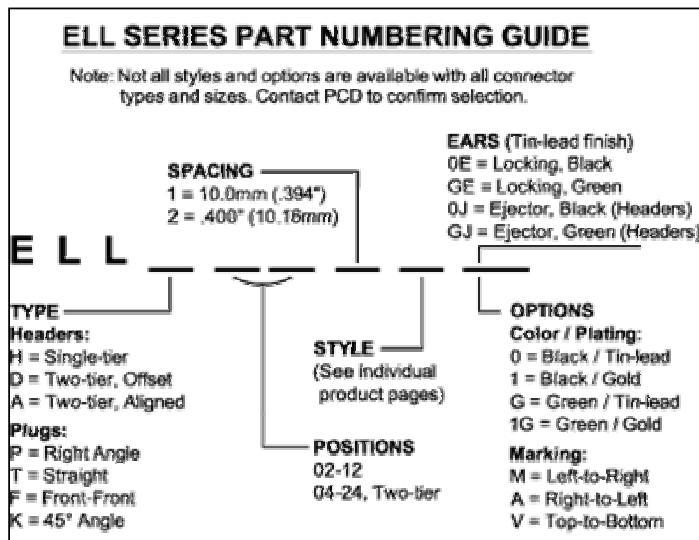 ELL SERIES PART NUMBERING GUIDE
Note: Not all styles and options are available with all connector
types and sizes. Contact PCD to confirm selection.
EARS (Tin-lead finish)
0E = Locking, Black
GE = Locking, Green
0J = Ejector, Black (Headers)
GJ = Ejector, Green (Headers)
SPACING
1 = 10.0mm (.394")
2 = .400" (10.16mm)
E L L
TYPE
Headers:
H = Single-tier
D = Two-tier, Offset
A = Two-tier, Aligned
Plugs:
P = Right Angle
T = Straight
F = Front-Front
K = 45° Angle
STYLE
(See individual
product pages)
POSITIONS
02-12
04-24, Two-tier
OPTIONS
Color / Plating:
0 = Black / Tin-lead
1 = Black / Gold
G = Green / Tin-lead
1G = Green / Gold
Marking:
M = Left-to-Right
A = Right-to-Left
V = Top-to-Bottom